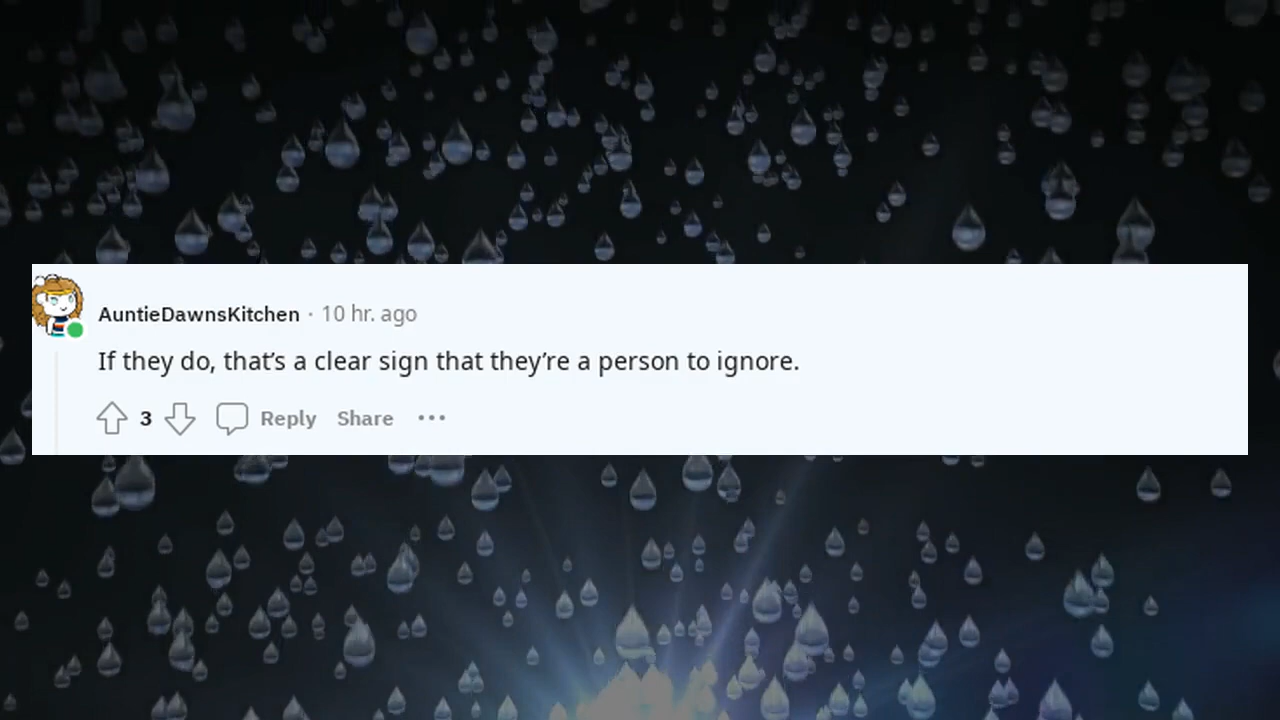 AuntieDawnsKitchen · 10 hr. ago
If they do, that’s a clear sign that they’re a person to ignore.
3 Reply Share ···